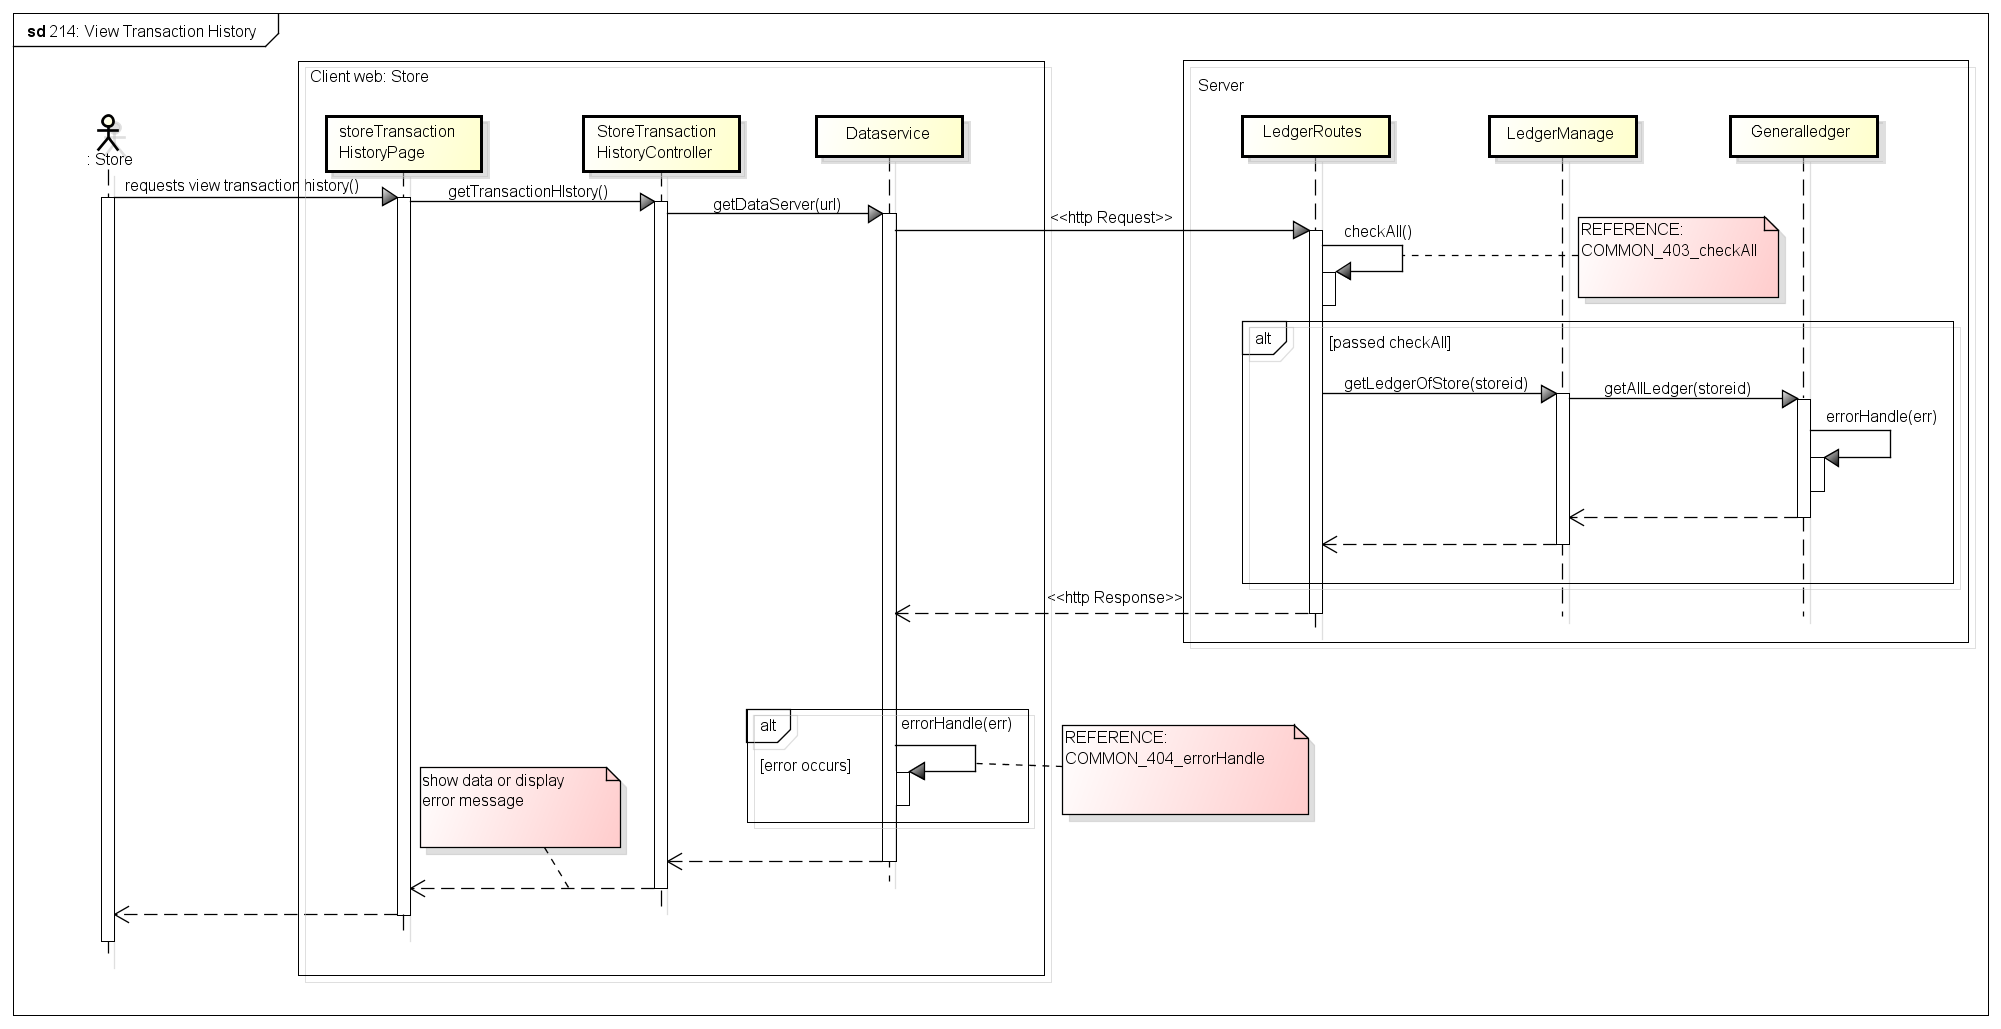 sd 214: View Transaction History
Client web: Store
Server
: Store
storeTransaction
HistoryPage
StoreTransaction
HistoryController
Dataservice
LedgerRoutes
LedgerManage
Generalledger
requests view transaction history()
getTransactionHIstory()
getDataServer(url)
<<http Request>>
checkAll()
REFERENCE:
COMMON_403_checkAll
alt
[passed checkAll]
getLedgerOfStore(storeid)
getAllLedger(storeid)
errorHandle(err)
<<http Response>>
alt
errorHandle(err)
[error occurs]
REFERENCE:
COMMON_404_errorHandle
show data or display
error message